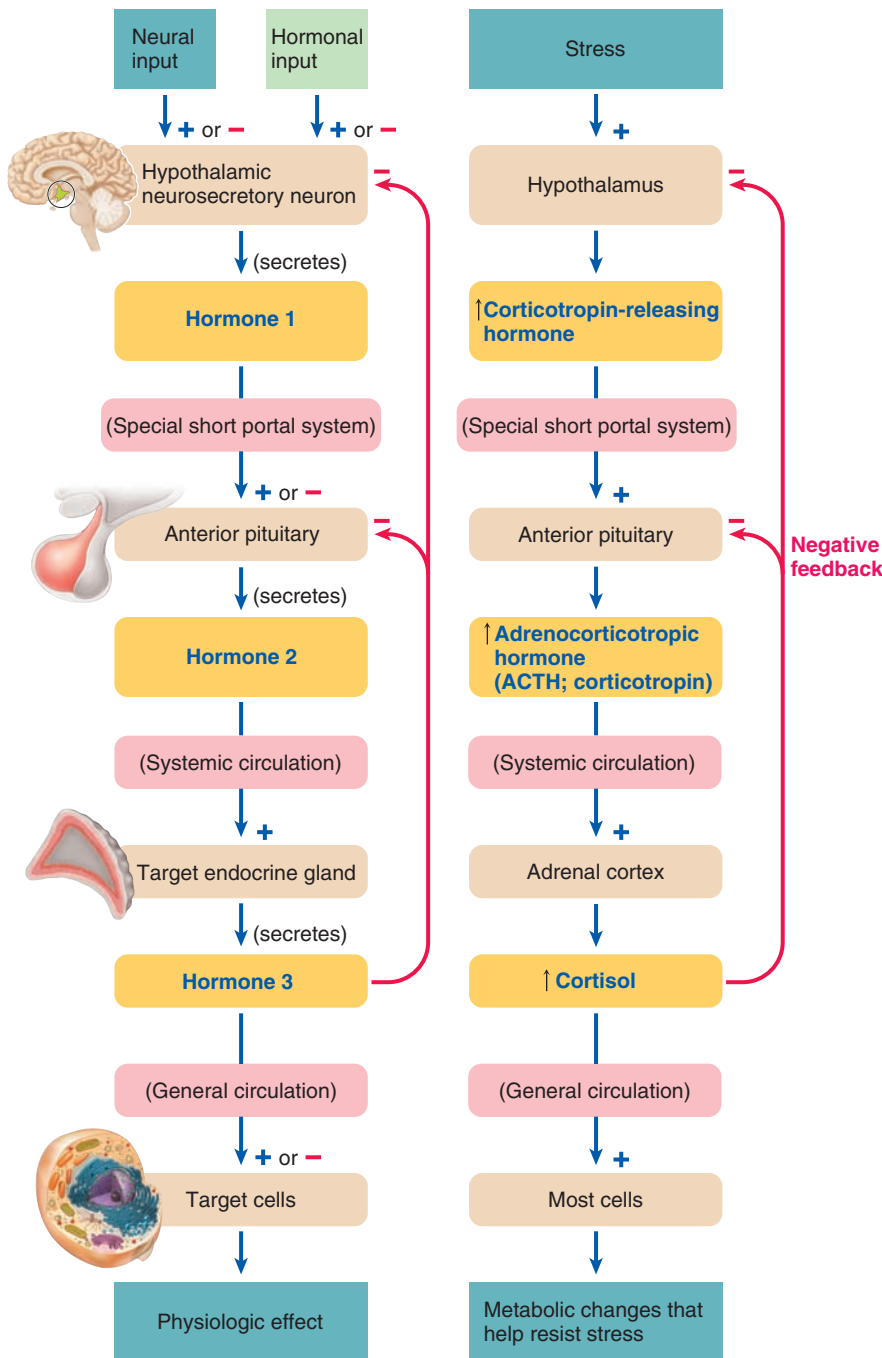 Neural
input
Hormonal
input
+ or –
+ or –
Hypothalamic
neurosecretory neuron
–
(secretes)
Hormone 1
(Special short portal system)
+ or –
Anterior pituitary
–
(secretes)
Hormone 2
(Systemic circulation)
+
Target endocrine gland
(secretes)
Hormone 3
(General circulation)
+ or –
Target cells
Physiologic effect
Stress
+
Hypothalamus
–
↑Corticotropin-releasing
hormone
(Special short portal system)
+
Anterior pituitary
–
Negative
feedback
↑Adrenocorticotropic
hormone
(ACTH; corticotropin)
(Systemic circulation)
+
Adrenal cortex
↑Cortisol
(General circulation)
+
Most cells
Metabolic changes that
help resist stress